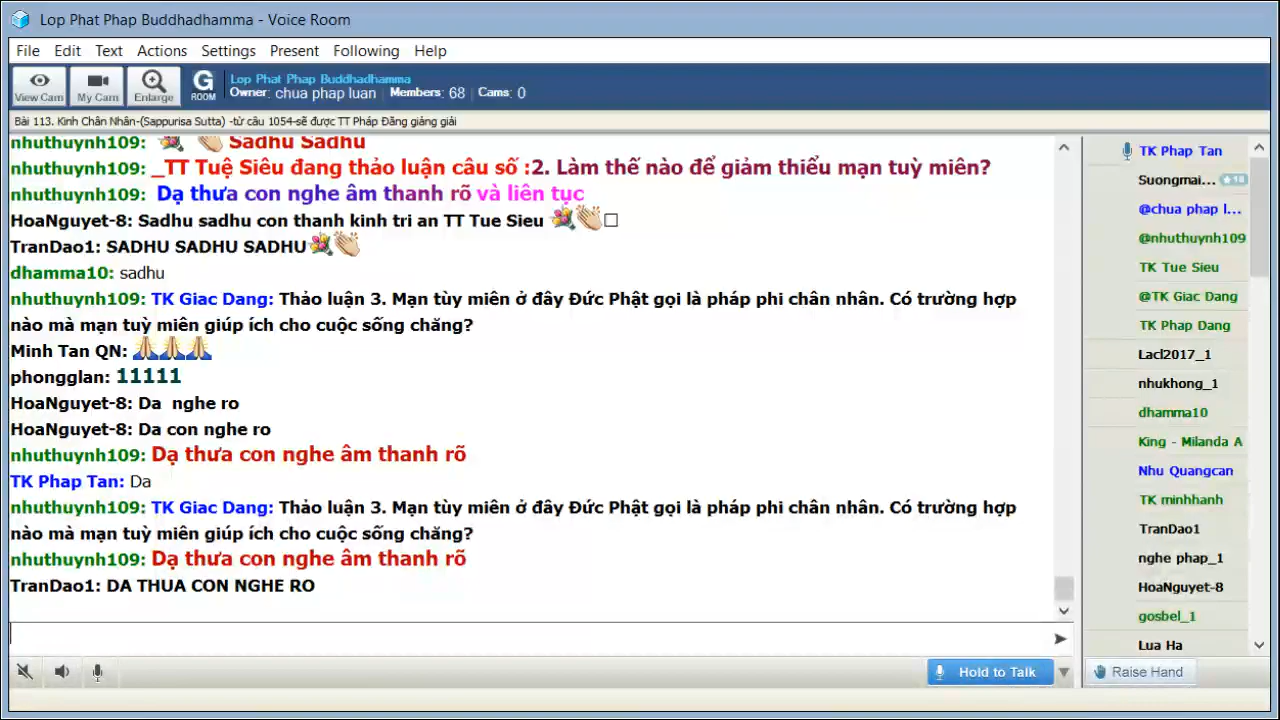 Lop Phat Phap Buddhadhamma - Voice Room
File Edit Text Actions Settings Present Following Help
View Cam My Cam Enlarge G ROOM
Lop Phat Phap Buddhadhamma
Owner: chua phap luan , Members: 68 , Cams: 0
Bài 113. Kinh Chân Nhân-(Sappurisa Sutta) -từ câu 1054-sẽ được TT Pháp Đăng giảng giải
nhuthuynh109: Sadhu Sadhu
nhuthuynh109: _TT Tuệ Siêu đang thảo luận câu số :2. Làm thế nào để giảm thiểu mạn tuỳ miên?
nhuthuynh109: Dạ thưa con nghe âm thanh rõ và liên tục
HoaNguyet-8: Sadhu sadhu con thanh kinh tri an TT Tue Sieu
TranDao1: SADHU SADHU SADHU
dhamma10: sadhu
nhuthuynh109: TK Giac Dang: Thảo luận 3. Mạn tùy miên ở đây Đức Phật gọi là pháp phi chân nhân. Có trường hợp
nào mà mạn tuỳ miên giúp ích cho cuộc sống chăng?
Minh Tan QN:
phongglan: 11111
HoaNguyet-8: Da nghe ro
HoaNguyet-8: Da con nghe ro
nhuthuynh109: Dạ thưa con nghe âm thanh rõ
TK Phap Tan: Da
nhuthuynh109: TK Giac Dang: Thảo luận 3. Mạn tùy miên ở đây Đức Phật gọi là pháp phi chân nhân. Có trường hợp
nào mà mạn tuỳ miên giúp ích cho cuộc sống chăng?
nhuthuynh109: Dạ thưa con nghe âm thanh rõ
TranDao1: DA THUA CON NGHE RO
Hold to Talk
TK Phap Tan
Suongmai... 18
@chua phap l...
@nhuthuynh109
TK Tue Sieu
@TK Giac Dang
TK Phap Dang
Lacl2017_1
nhukhong_1
dhamma10
King - Milanda A
Nhu Quangcan
TK minhhanh
TranDao1
nghe phap_1
HoaNguyet-8
gosbel_1
Lua Ha
Raise Hand